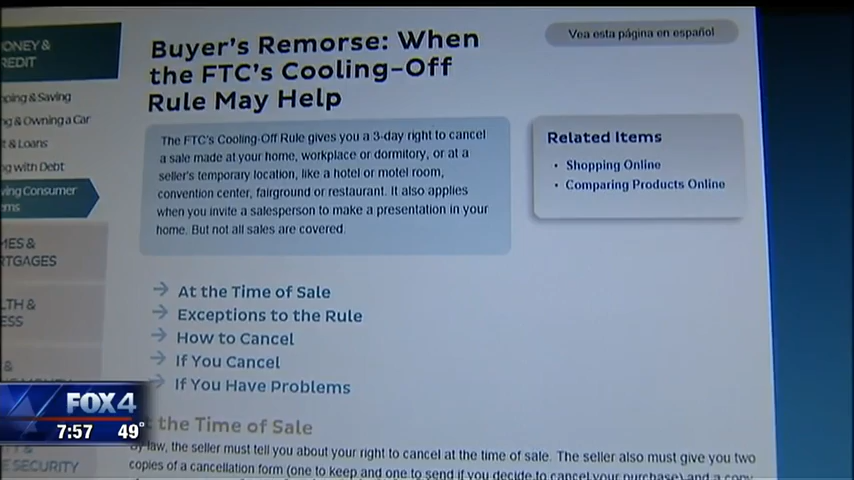 ONEY &
REDIT
ping & Saving
ng & Owning a Car
t & Loans
g with Debt
ving Consumer
ems
MES &
RTGAGES
LTH &
ESS
&
E SECURITY
Buyer's Remorse: When
the FTC's Cooling-Off
Rule May Help
Vea esta página en español
The FTC's Cooling-Off Rule gives you a 3-day right to cancel
a sale made at your home, workplace or dormitory, or at a
seller's temporary location, like a hotel or motel room,
convention center, fairground or restaurant. It also applies
when you invite a salesperson to make a presentation in your
home. But not all sales are covered.
Related Items
• Shopping Online
• Comparing Products Online
→ At the Time of Sale
→ Exceptions to the Rule
→ How to Cancel
→ If You Cancel
→ If You Have Problems
t the Time of Sale
By law, the seller must tell you about your right to cancel at the time of sale. The seller also must give you two
copies of a cancellation form (one to keep and one to send if you decide to cancel your purchase) and a copy
FOX 4
7:57 49°